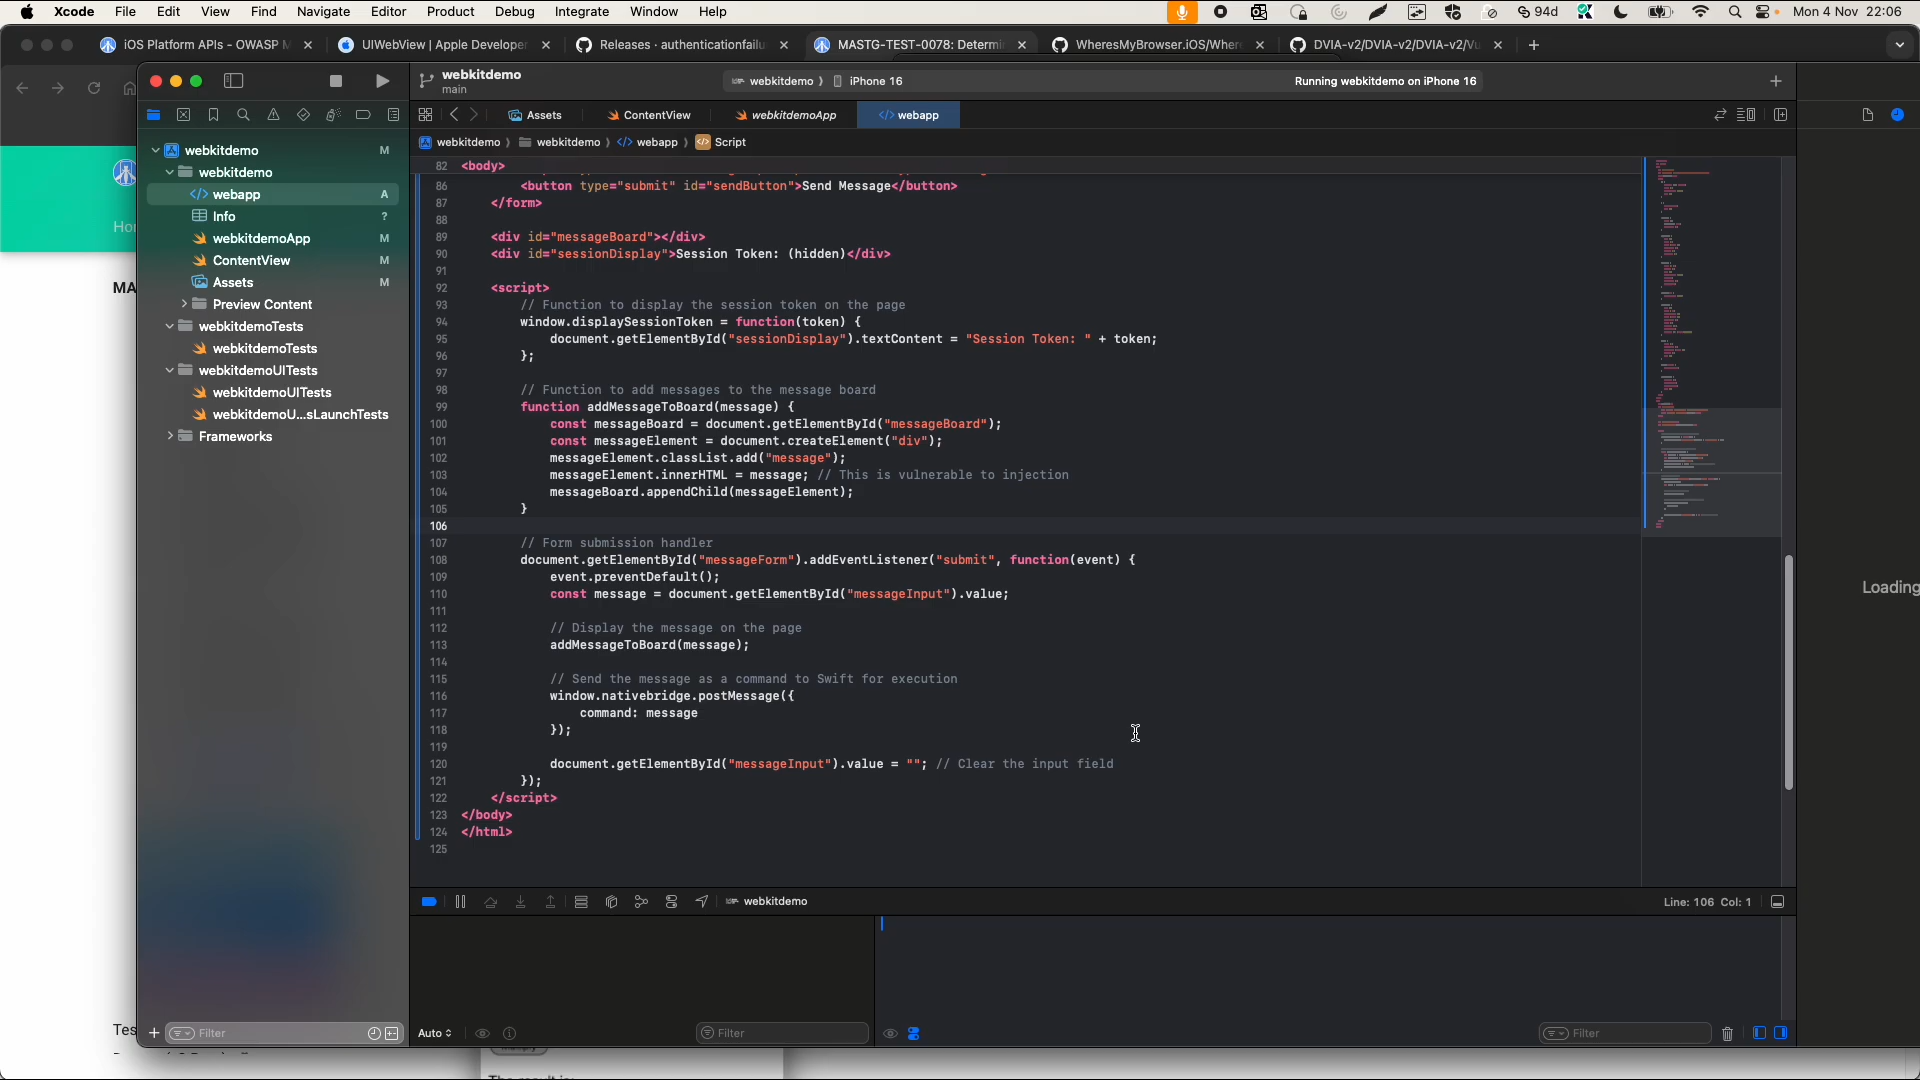 Xcode File Edit View Find Navigate Editor Product Debug Integrate Window Help 94d Mon 4 Nov 22:06
iOS Platform APIs - OWASP M UIWebView | Apple Developer Releases · authenticationfailu MASTG-TEST-0078: Determi WheresMyBrowser.iOS/Where DVIA-v2/DVIA-v2/DVIA-v2/Vu
webkitdemo
main
webkitdemo iPhone 16 Running webkitdemo on iPhone 16
Assets ContentView webkitdemoApp webapp
webkitdemo webkitdemo webapp Script
webkitdemo M
webkitdemo
webapp A
Info ?
webkitdemoApp M
ContentView M
Assets M
Preview Content
webkitdemoTests
webkitdemoTests
webkitdemoUITests
webkitdemoUITests
webkitdemoU...sLaunchTests
Frameworks
Hor
MA
Tes
82 <body>
86 <button type="submit" id="sendButton">Send Message</button>
87 </form>
88
89 <div id="messageBoard"></div>
90 <div id="sessionDisplay">Session Token: (hidden)</div>
91
92 <script>
93 // Function to display the session token on the page
94 window.displaySessionToken = function(token) {
95 document.getElementById("sessionDisplay").textContent = "Session Token: " + token;
96 };
97
98 // Function to add messages to the message board
99 function addMessageToBoard(message) {
100 const messageBoard = document.getElementById("messageBoard");
101 const messageElement = document.createElement("div");
102 messageElement.classList.add("message");
103 messageElement.innerHTML = message; // This is vulnerable to injection
104 messageBoard.appendChild(messageElement);
105 }
106
107 // Form submission handler
108 document.getElementById("messageForm").addEventListener("submit", function(event) {
109 event.preventDefault();
110 const message = document.getElementById("messageInput").value;
111
112 // Display the message on the page
113 addMessageToBoard(message);
114
115 // Send the message as a command to Swift for execution
116 window.nativebridge.postMessage({
117 command: message
118 });
119
120 document.getElementById("messageInput").value = ""; // Clear the input field
121 });
122 </script>
123 </body>
124 </html>
125
Loading
webkitdemo Line: 106 Col: 1
Filter Auto Filter Filter